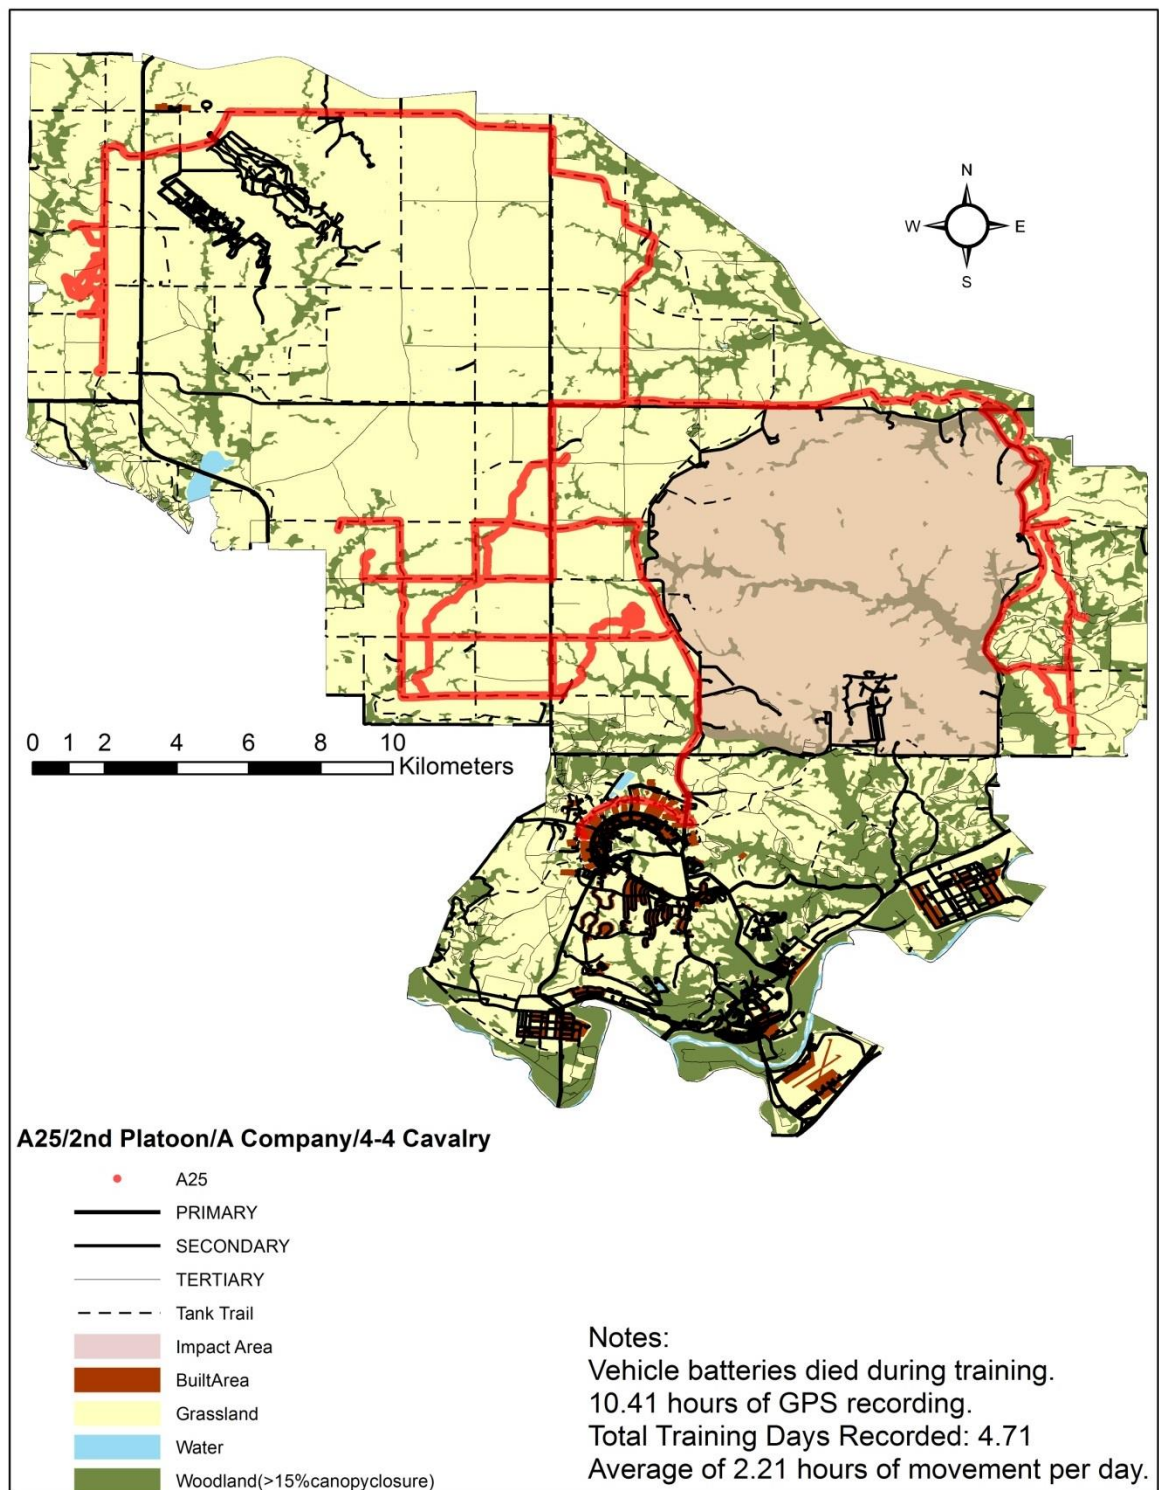 N
W E
S
0 1 2 4 6 8 10
Kilometers
A25/2nd Platoon/A Company/4-4 Cavalry
A25
PRIMARY
SECONDARY
TERTIARY
Tank Trail
Impact Area
BuiltArea
Grassland
Water
Woodland(>15%canopyclosure)
Notes:
Vehicle batteries died during training.
10.41 hours of GPS recording.
Total Training Days Recorded: 4.71
Average of 2.21 hours of movement per day.